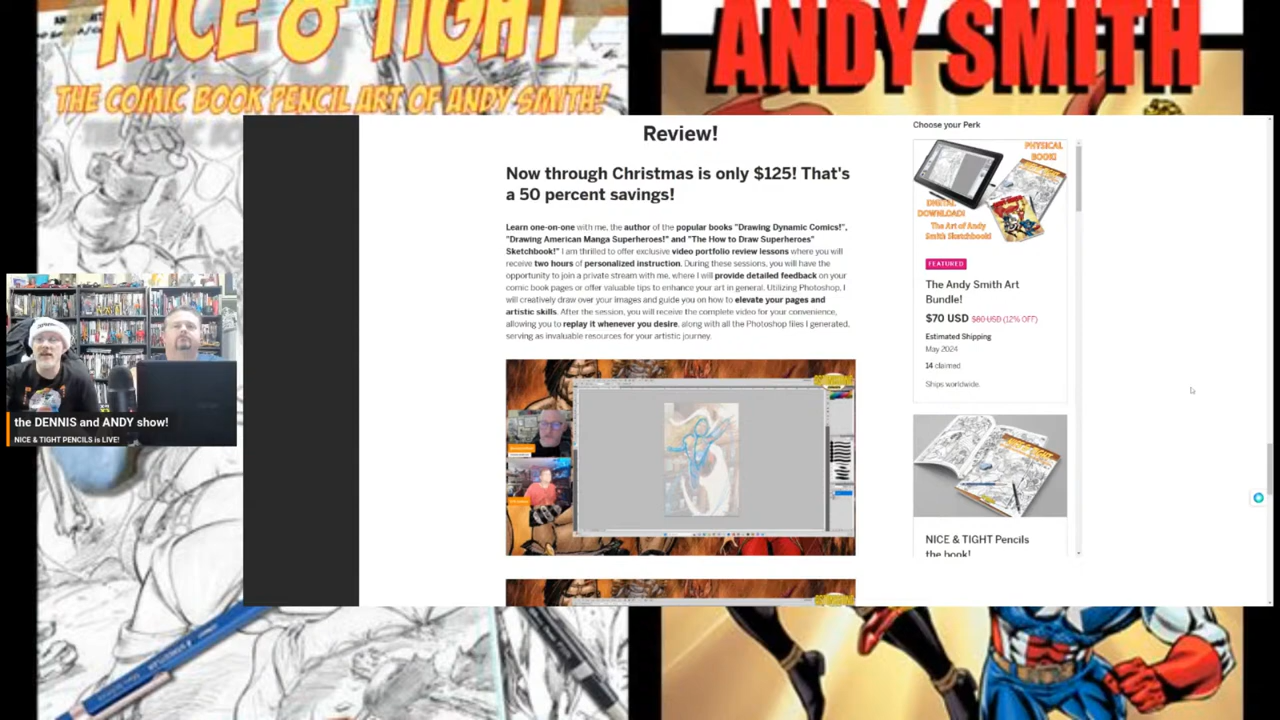 NICE & TIGHT
THE COMIC BOOK PENCIL ART OF ANDY SMITH!
ANDY SMITH
Review!
Now through Christmas is only $125! That's
a 50 percent savings!
Learn one-on-one with me, the author of the popular books "Drawing Dynamic Comics!",
"Drawing American Manga Superheroes!" and "The How to Draw Superheroes"
Sketchbook!" I am thrilled to offer exclusive video portfolio review lessons where you will
receive two hours of personalized instruction. During these sessions, you will have the
opportunity to join a private stream with me, where I will provide detailed feedback on your
comic book pages or offer valuable tips to enhance your art in general. Utilizing Photoshop, I
will creatively draw over your images and guide you on how to elevate your pages and
artistic skills. After the session, you will receive the complete video for your convenience,
allowing you to replay it whenever you desire, along with all the Photoshop files I generated,
serving as invaluable resources for your artistic journey.
Choose your Perk
PHYSICAL
BOOK!
DIGITAL
DOWNLOAD!
The Art of Andy
Smith Sketchbook!
FEATURED
The Andy Smith Art
Bundle!
$70 USD $80 USD (12% OFF)
Estimated Shipping
May 2024
14 claimed
Ships worldwide.
NICE & TIGHT Pencils
the book!
the DENNIS and ANDY show!
NICE & TIGHT PENCILS is LIVE!